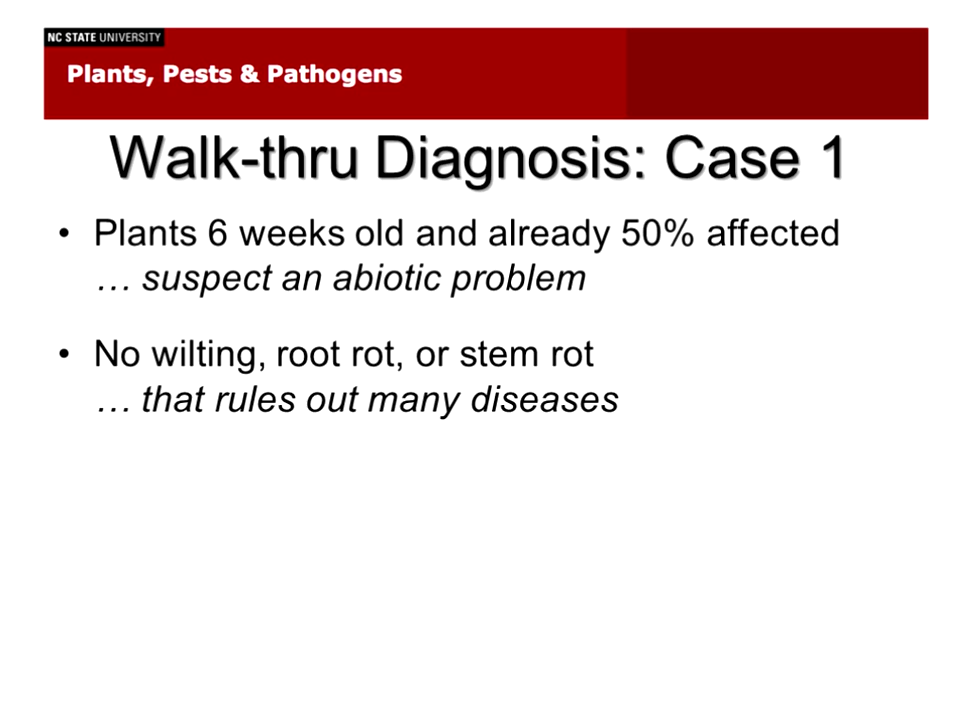 NC STATE UNIVERSITY
Plants, Pests & Pathogens
Walk-thru Diagnosis: Case 1
• Plants 6 weeks old and already 50% affected
… suspect an abiotic problem
• No wilting, root rot, or stem rot
… that rules out many diseases